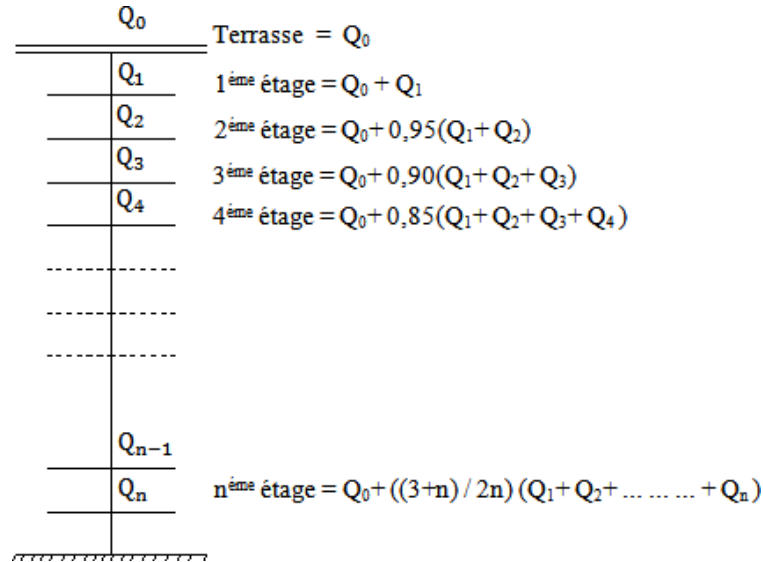 Q₀
Terrasse = Q₀
Q₁
1ème étage = Q₀ + Q₁
Q₂
2ème étage = Q₀+ 0,95(Q₁+ Q₂)
Q₃
3ème étage = Q₀+ 0,90(Q₁+ Q₂+ Q₃)
Q₄
4ème étage = Q₀+ 0,85(Q₁+ Q₂+ Q₃+ Q₄)
Qₙ₋₁
Qₙ
nème étage = Q₀+ ((3+n) / 2n) (Q₁+ Q₂+ ... ... ... + Qₙ)